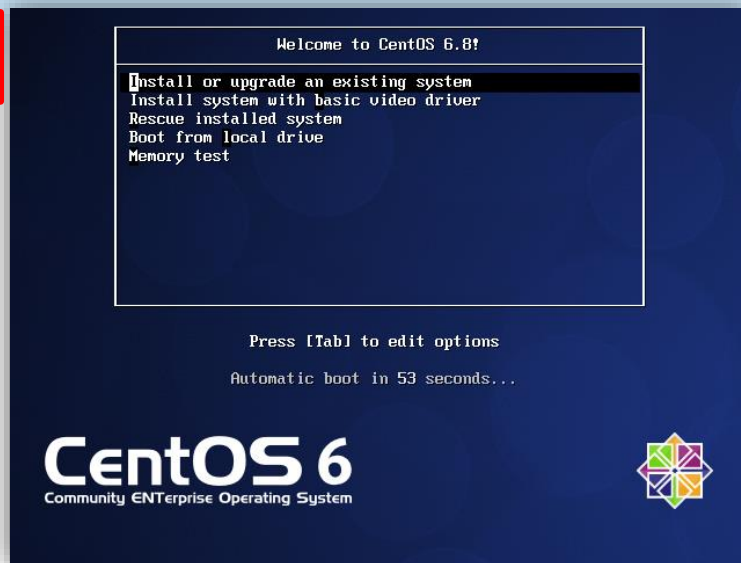 Welcome to CentOS 6.8!
Install or upgrade an existing system
Install system with basic video driver
Rescue installed system
Boot from local drive
Memory test
Press [Tab] to edit options
Automatic boot in 53 seconds...
CentOS 6
Community ENTerprise Operating System